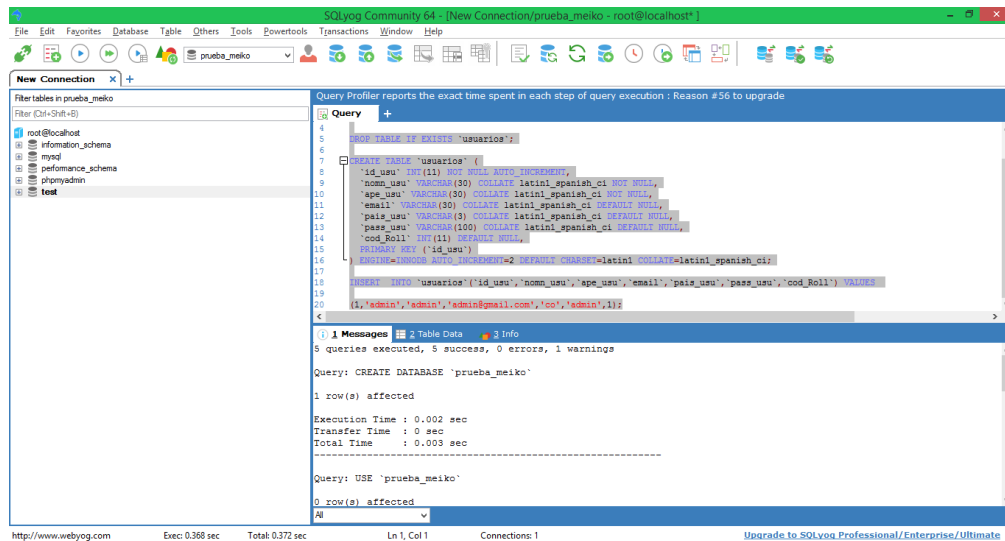 SQLyog Community 64 - [New Connection/prueba_meiko - root@localhost* ]
File Edit Favorites Database Table Others Tools Powertools Transactions Window Help
prueba_meiko
New Connection x +
Filter tables in prueba_meiko
Filter (Ctrl+Shift+B)
root@localhost
information_schema
mysql
performance_schema
phpmyadmin
test
Query Profiler reports the exact time spent in each step of query execution : Reason #56 to upgrade
Query +
4
5 DROP TABLE IF EXISTS `usuarios`;
6
7 CREATE TABLE `usuarios` (
8 `id_usu` INT(11) NOT NULL AUTO_INCREMENT,
9 `nomn_usu` VARCHAR(30) COLLATE latin1_spanish_ci NOT NULL,
10 `ape_usu` VARCHAR(30) COLLATE latin1_spanish_ci NOT NULL,
11 `email` VARCHAR(30) COLLATE latin1_spanish_ci DEFAULT NULL,
12 `pais_usu` VARCHAR(3) COLLATE latin1_spanish_ci DEFAULT NULL,
13 `pass_usu` VARCHAR(100) COLLATE latin1_spanish_ci DEFAULT NULL,
14 `cod_Roll` INT(11) DEFAULT NULL,
15 PRIMARY KEY (`id_usu`)
16 ) ENGINE=INNODB AUTO_INCREMENT=2 DEFAULT CHARSET=latin1 COLLATE=latin1_spanish_ci;
17
18 INSERT INTO `usuarios`(`id_usu`,`nomn_usu`,`ape_usu`,`email`,`pais_usu`,`pass_usu`,`cod_Roll`) VALUES
19
20 (1,'admin','admin','admin@gmail.com','co','admin',1);
1 Messages 2 Table Data 3 Info
5 queries executed, 5 success, 0 errors, 1 warnings
Query: CREATE DATABASE `prueba_meiko`
1 row(s) affected
Execution Time : 0.002 sec
Transfer Time : 0 sec
Total Time : 0.003 sec
-----------------------------------------------------------
Query: USE `prueba_meiko`
0 row(s) affected
All
http://www.webyog.com Exec: 0.368 sec Total: 0.372 sec Ln 1, Col 1 Connections: 1 Upgrade to SQLyog Professional/Enterprise/Ultimate